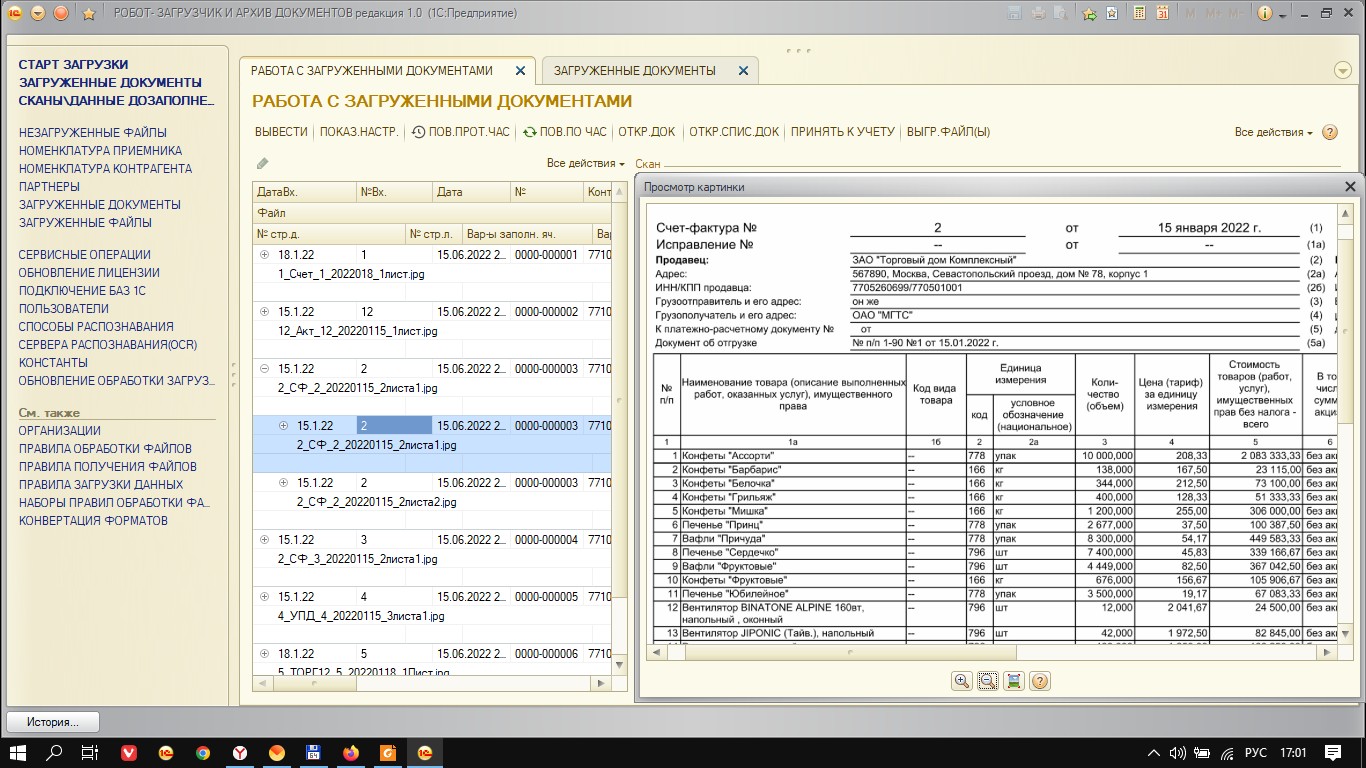 РОБОТ- ЗАГРУЗЧИК И АРХИВ ДОКУМЕНТОВ редакция 1.0 (1С:Предприятие)
M M+ M-
СТАРТ ЗАГРУЗКИ
ЗАГРУЖЕННЫЕ ДОКУМЕНТЫ
СКАНЫ\ДАННЫЕ ДОЗАПОЛНЕ...
НЕЗАГРУЖЕННЫЕ ФАЙЛЫ
НОМЕНКЛАТУРА ПРИЕМНИКА
НОМЕНКЛАТУРА КОНТРАГЕНТА
ПАРТНЕРЫ
ЗАГРУЖЕННЫЕ ДОКУМЕНТЫ
ЗАГРУЖЕННЫЕ ФАЙЛЫ
СЕРВИСНЫЕ ОПЕРАЦИИ
ОБНОВЛЕНИЕ ЛИЦЕНЗИИ
ПОДКЛЮЧЕНИЕ БАЗ 1С
ПОЛЬЗОВАТЕЛИ
СПОСОБЫ РАСПОЗНАВАНИЯ
СЕРВЕРА РАСПОЗНАВАНИЯ(OCR)
КОНСТАНТЫ
ОБНОВЛЕНИЕ ОБРАБОТКИ ЗАГРУЗ...
См. также
ОРГАНИЗАЦИИ
ПРАВИЛА ОБРАБОТКИ ФАЙЛОВ
ПРАВИЛА ПОЛУЧЕНИЯ ФАЙЛОВ
ПРАВИЛА ЗАГРУЗКИ ДАННЫХ
НАБОРЫ ПРАВИЛ ОБРАБОТКИ ФА...
КОНВЕРТАЦИЯ ФОРМАТОВ
РАБОТА С ЗАГРУЖЕННЫМИ ДОКУМЕНТАМИ
ЗАГРУЖЕННЫЕ ДОКУМЕНТЫ
РАБОТА С ЗАГРУЖЕННЫМИ ДОКУМЕНТАМИ
ВЫВЕСТИ ПОКАЗ.НАСТР. ПОВ.ПРОТ.ЧАС ПОВ.ПО ЧАС ОТКР.ДОК ОТКР.СПИС.ДОК ПРИНЯТЬ К УЧЕТУ ВЫГР.ФАЙЛ(Ы) Все действия
Все действия
ДатаВх. №Вх. Дата № Конт
Файл
№ стр.д. № стр.л. Вар-ы заполн. яч. Вар
18.1.22 1 15.06.2022 2... 0000-000001 7710
1_Счет_1_2022018_1лист.jpg
15.1.22 12 15.06.2022 2... 0000-000002 7710
12_Акт_12_20220115_1лист.jpg
15.1.22 2 15.06.2022 2... 0000-000003 7710
2_СФ_2_20220115_2листа1.jpg
15.1.22 2 15.06.2022 2... 0000-000003 7710
2_СФ_2_20220115_2листа1.jpg
15.1.22 2 15.06.2022 2... 0000-000003 7710
2_СФ_2_20220115_2листа2.jpg
15.1.22 3 15.06.2022 2... 0000-000004 7710
2_СФ_3_20220115_2листа1.jpg
15.1.22 4 15.06.2022 2... 0000-000005 7710
4_УПД_4_20220115_3листа1.jpg
18.1.22 5 15.06.2022 2... 0000-000006 7710
5_ТОРГ12_5_20220118_1Лист.jpg
Скан
Просмотр картинки
Счет-фактура № 2 от 15 января 2022 г. (1)
Исправление № -- от -- (1а)
Продавец: ЗАО "Торговый дом Комплексный" (2)
Адрес: 567890, Москва, Севастопольский проезд, дом № 78, корпус 1 (2а)
ИНН/КПП продавца: 7705260699/770501001 (2б)
Грузоотправитель и его адрес: он же (3)
Грузополучатель и его адрес: ОАО "МГТС" (4)
К платежно-расчетному документу № от (5)
Документ об отгрузке № п/п 1-90 №1 от 15.01.2022 г. (5а)
№ п/п
Наименование товара (описание выполненных работ, оказанных услуг), имущественного права
Код вида товара
Единица измерения
код
условное обозначение (национальное)
Коли-чество (объем)
Цена (тариф) за единицу измерения
Стоимость товаров (работ, услуг), имущественных прав без налога - всего
В то числ сумм акци
1 1а 1б 2 2а 3 4 5 6
1 Конфеты "Ассорти" -- 778 упак 10 000,000 208,33 2 083 333,33 без аки
2 Конфеты "Барбарис" -- 166 кг 138,000 167,50 23 115,00 без аки
3 Конфеты "Белочка" -- 166 кг 344,000 212,50 73 100,00 без аки
4 Конфеты "Грильяж" -- 166 кг 400,000 128,33 51 333,33 без аки
5 Конфеты "Мишка" -- 166 кг 1 200,000 255,00 306 000,00 без аки
6 Печенье "Принц" -- 778 упак 2 677,000 37,50 100 387,50 без аки
7 Вафли "Причуда" -- 778 упак 8 300,000 54,17 449 583,33 без аки
8 Печенье "Сердечко" -- 796 шт 7 400,000 45,83 339 166,67 без аки
9 Вафли "Фруктовые" -- 796 шт 4 449,000 82,50 367 042,50 без аки
10 Конфеты "Фруктовые" -- 166 кг 676,000 156,67 105 906,67 без аки
11 Печенье "Юбилейное" -- 778 упак 3 500,000 19,17 67 083,33 без аки
12 Вентилятор BINATONE ALPINE 160вт, напольный , оконный -- 796 шт 12,000 2 041,67 24 500,00 без аки
13 Вентилятор JIPONIC (Тайв.), напольный -- 796 шт 42,000 1 972,50 82 845,00 без аки
История...
РУС 17:01